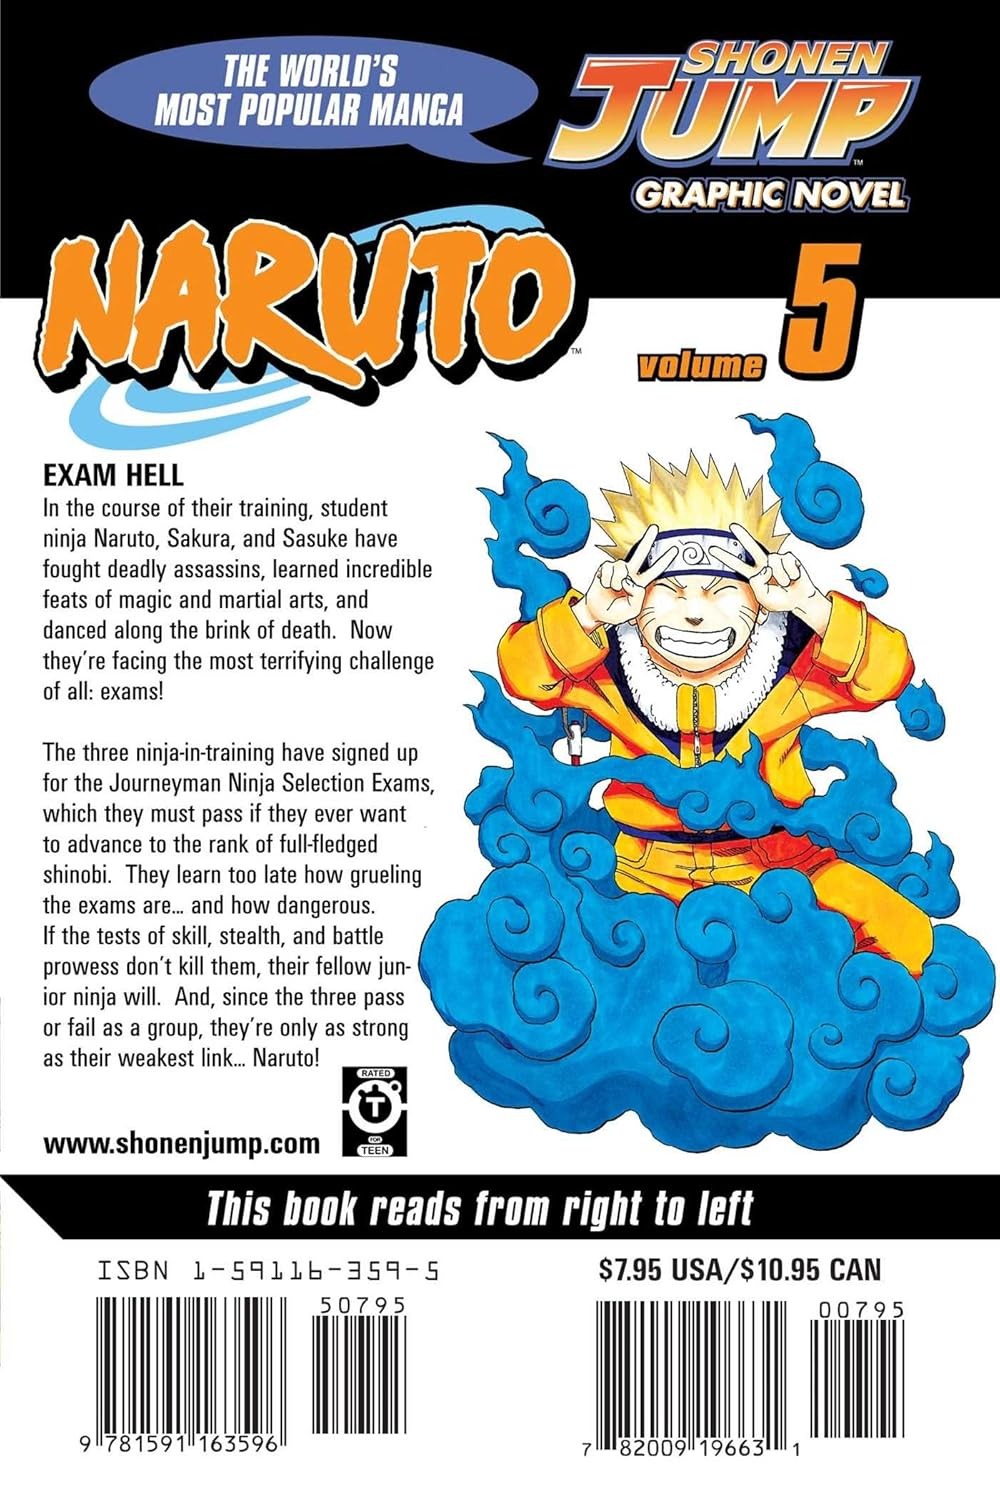 THE WORLD'S
MOST POPULAR MANGA
SHONEN
JUMP™
GRAPHIC NOVEL
NARUTO™
volume 5
EXAM HELL
In the course of their training, student
ninja Naruto, Sakura, and Sasuke have
fought deadly assassins, learned incredible
feats of magic and martial arts, and
danced along the brink of death. Now
they're facing the most terrifying challenge
of all: exams!
The three ninja-in-training have signed up
for the Journeyman Ninja Selection Exams,
which they must pass if they ever want
to advance to the rank of full-fledged
shinobi. They learn too late how grueling
the exams are... and how dangerous.
If the tests of skill, stealth, and battle
prowess don't kill them, their fellow jun-
ior ninja will. And, since the three pass
or fail as a group, they're only as strong
as their weakest link... Naruto!
www.shonenjump.com
RATED
T
FOR
TEEN
This book reads from right to left
ISBN 1-59116-359-5
$7.95 USA/$10.95 CAN
50795
00795
9 781591 163596
7 82009 19663 1